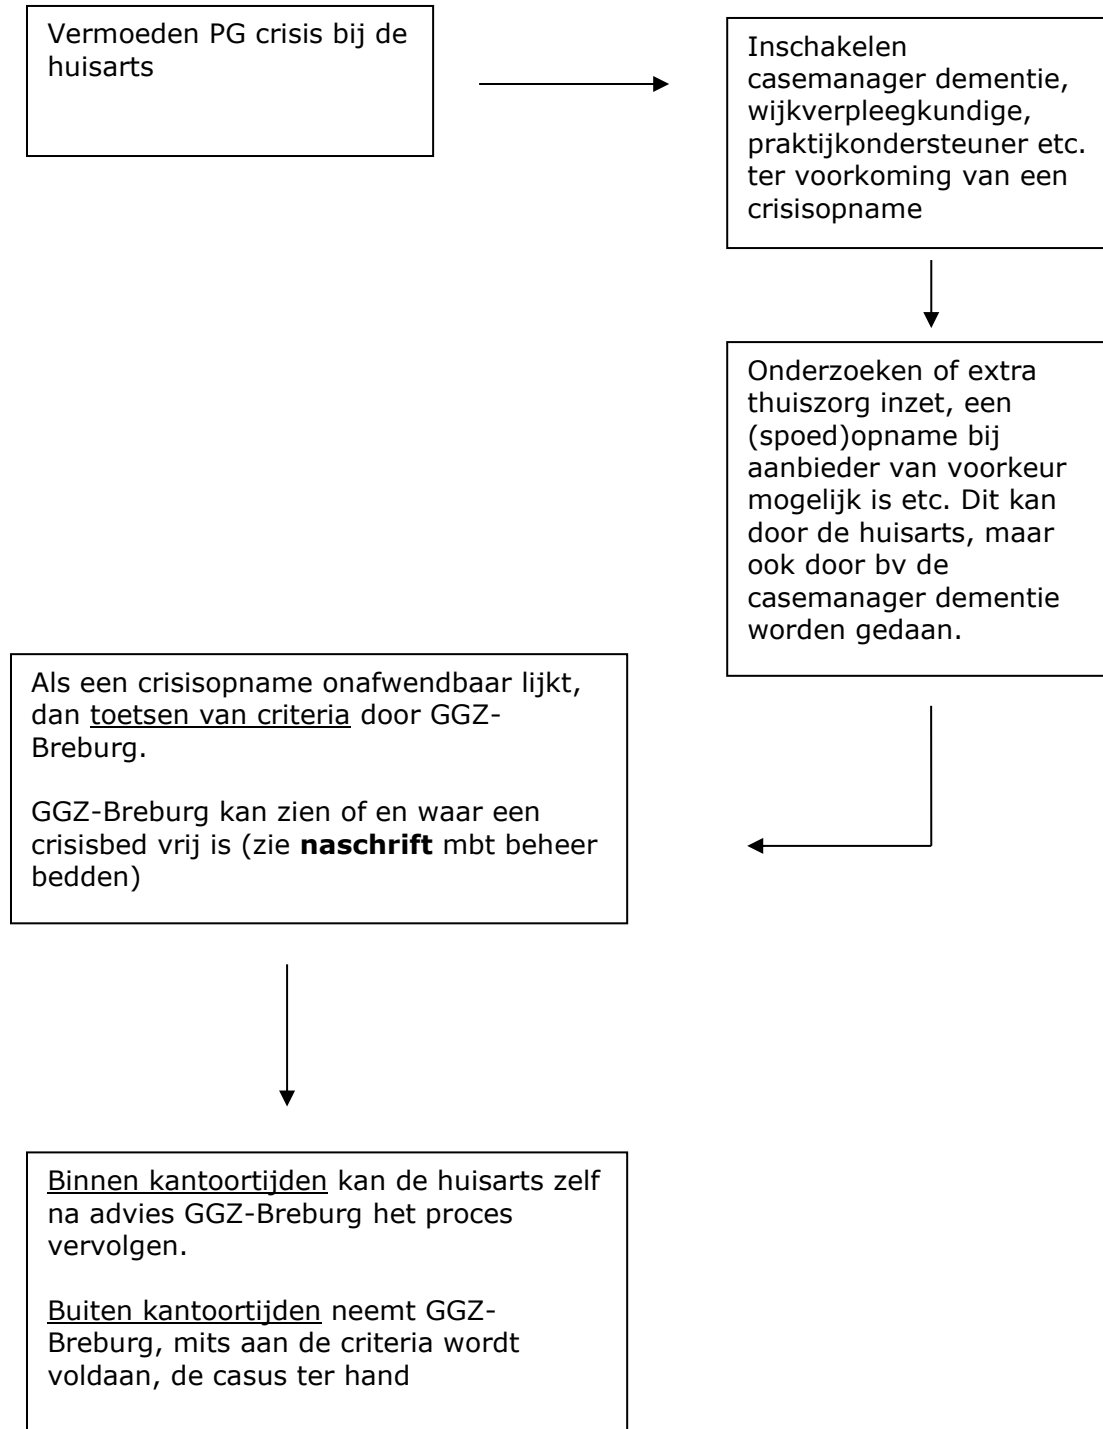 Vermoeden PG crisis bij de
huisarts
Inschakelen
casemanager dementie,
wijkverpleegkundige,
praktijkondersteuner etc.
ter voorkoming van een
crisisopname
Onderzoeken of extra
thuiszorg inzet, een
(spoed)opname bij
aanbieder van voorkeur
mogelijk is etc. Dit kan
door de huisarts, maar
ook door bv de
casemanager dementie
worden gedaan.
Als een crisisopname onafwendbaar lijkt,
dan toetsen van criteria door GGZ-
Breburg.
GGZ-Breburg kan zien of en waar een
crisisbed vrij is (zie naschrift mbt beheer
bedden)
Binnen kantoortijden kan de huisarts zelf
na advies GGZ-Breburg het proces
vervolgen.
Buiten kantoortijden neemt GGZ-
Breburg, mits aan de criteria wordt
voldaan, de casus ter hand